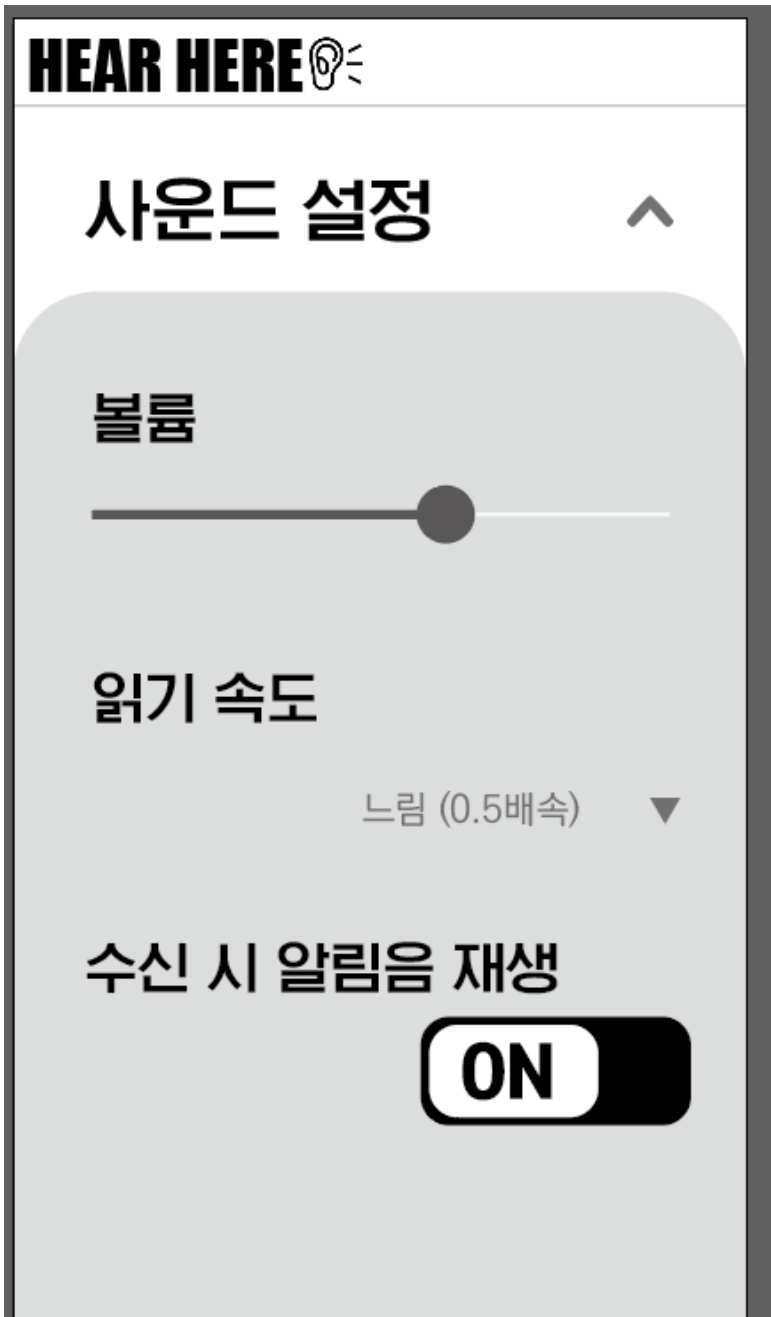 HEAR HERE
사운드 설정
볼륨
읽기 속도
느림 (0.5배속)
수신 시 알림음 재생
ON